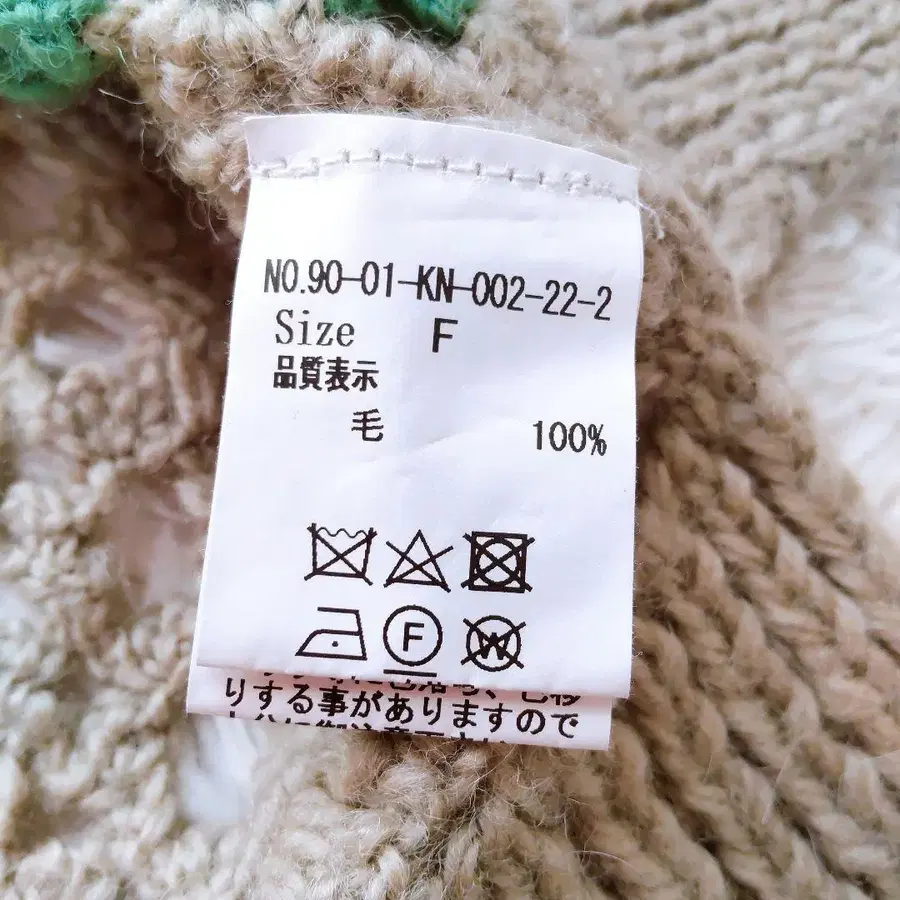 NO.90-01-KN-002-22-2
Size F
品質表示
毛 100%
F
W
りする事がありますので